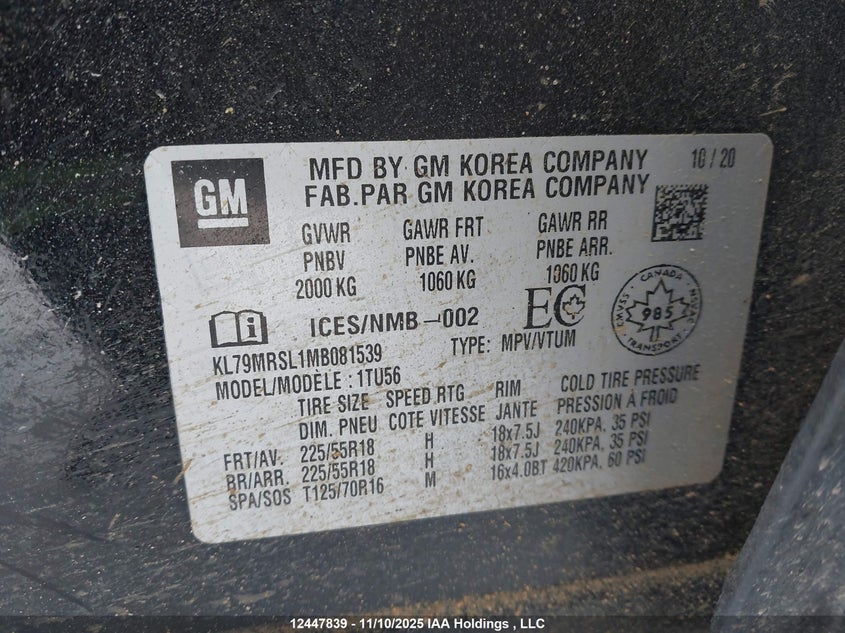 GM
MFD BY GM KOREA COMPANY 10/20
FAB.PAR GM KOREA COMPANY
GVWR GAWR FRT GAWR RR
PNBV PNBE AV. PNBE ARR.
2000 KG 1060 KG 1060 KG
i ICES/NMB-002 EC
CANADA
CMVSS 985 NSVAC
TRANSPORT
KL79MRSL1MB081539 TYPE: MPV/VTUM
MODEL/MODÈLE : 1TU56
TIRE SIZE SPEED RTG RIM COLD TIRE PRESSURE
DIM. PNEU COTE VITESSE JANTE PRESSION À FROID
FRT/AV. 225/55R18 H 18x7.5J 240KPA, 35 PSI
BR/ARR. 225/55R18 H 18x7.5J 240KPA, 35 PSI
SPA/SOS T125/70R16 M 16x4.0BT 420KPA, 60 PSI
12447839 - 11/10/2025 IAA Holdings , LLC